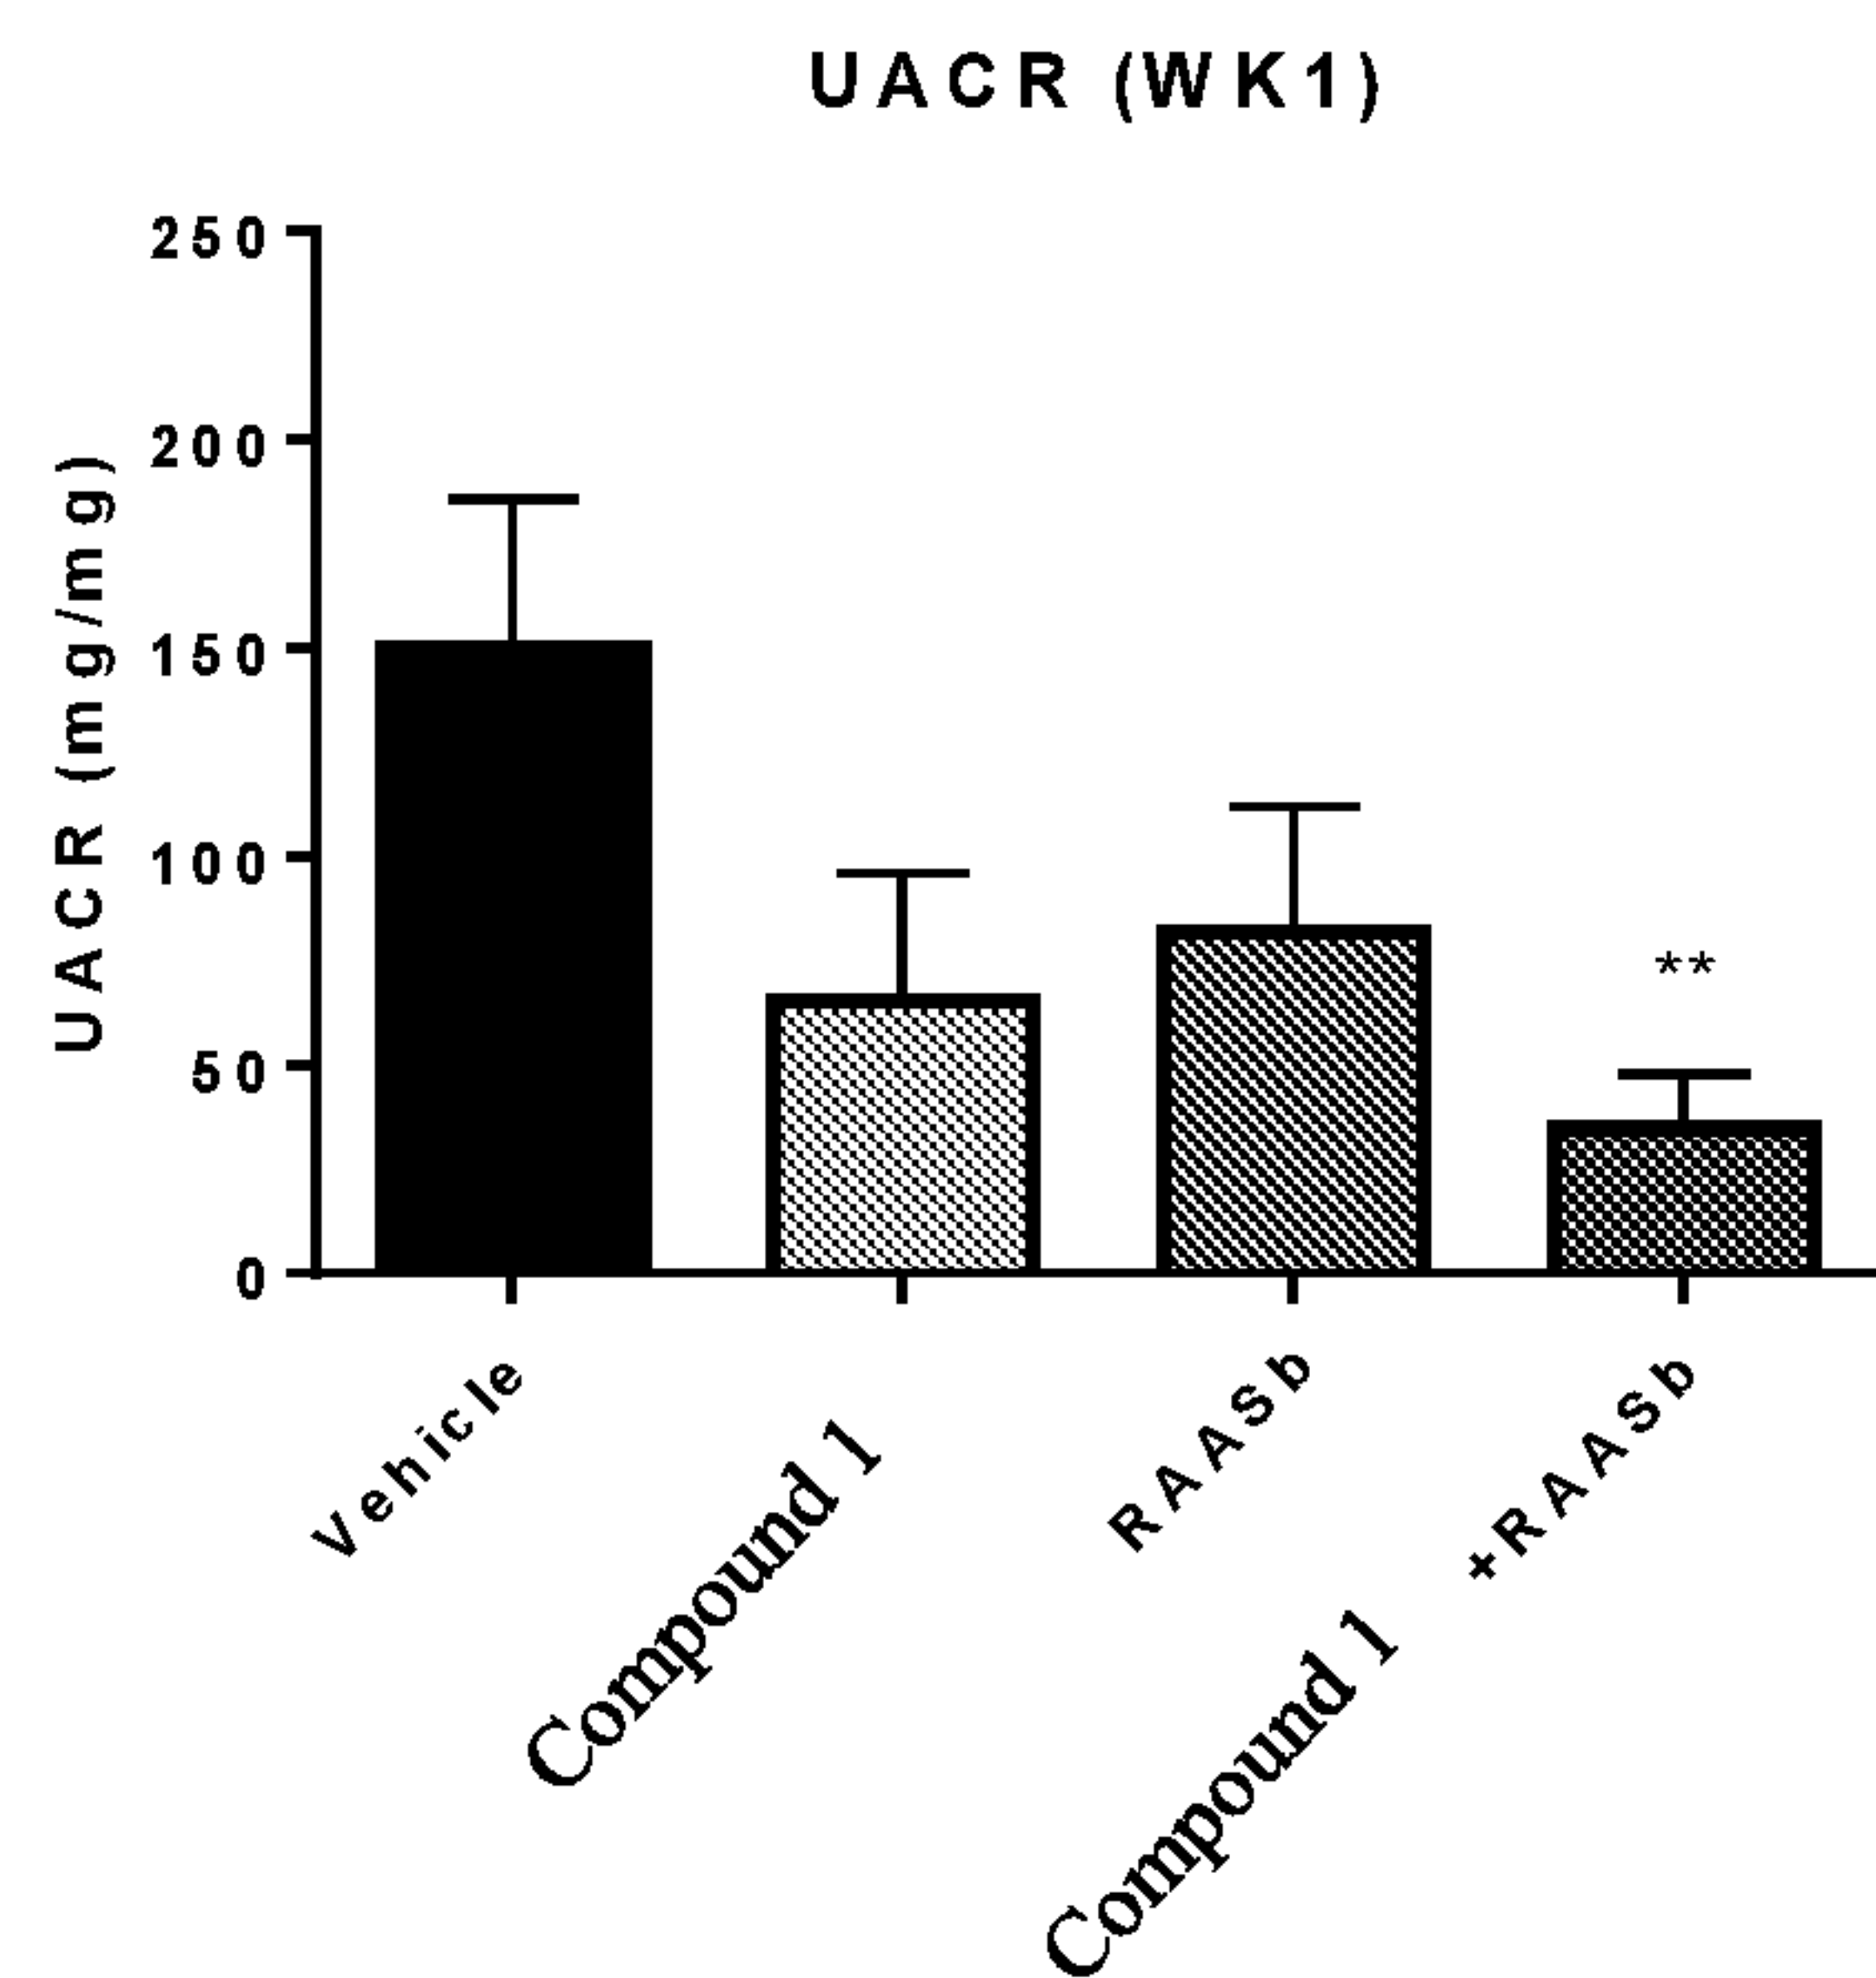 UACR (WK1)
UACR (mg/mg)
250
200
150
100
50
0
**
Vehicle
Compound 1
RAASb
Compound 1 +RAASb